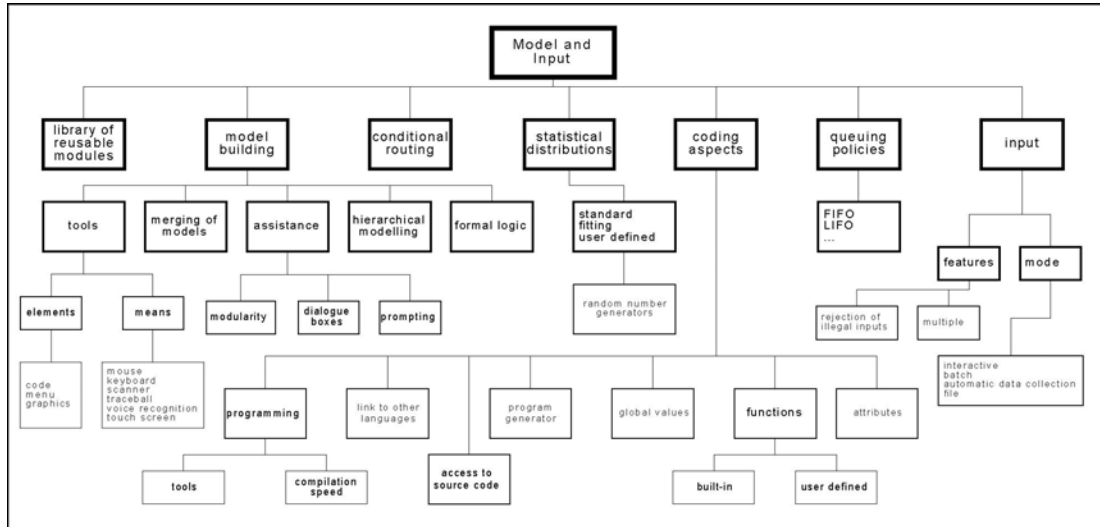 Model and
Input
library of
reusable
modules
model
building
conditional
routing
statistical
distributions
coding
aspects
queuing
policies
input
tools
merging of
models
assistance
hierarchical
modelling
formal logic
standard
fitting
user defined
FIFO
LIFO
...
features
mode
elements
means
modularity
dialogue
boxes
prompting
random number
generators
rejection of
illegal inputs
multiple
code
menu
graphics
mouse
keyboard
scanner
traceball
voice recognition
touch screen
interactive
batch
automatic data collection
file
programming
link to other
languages
program
generator
global values
functions
attributes
tools
compilation
speed
access to
source code
built-in
user defined